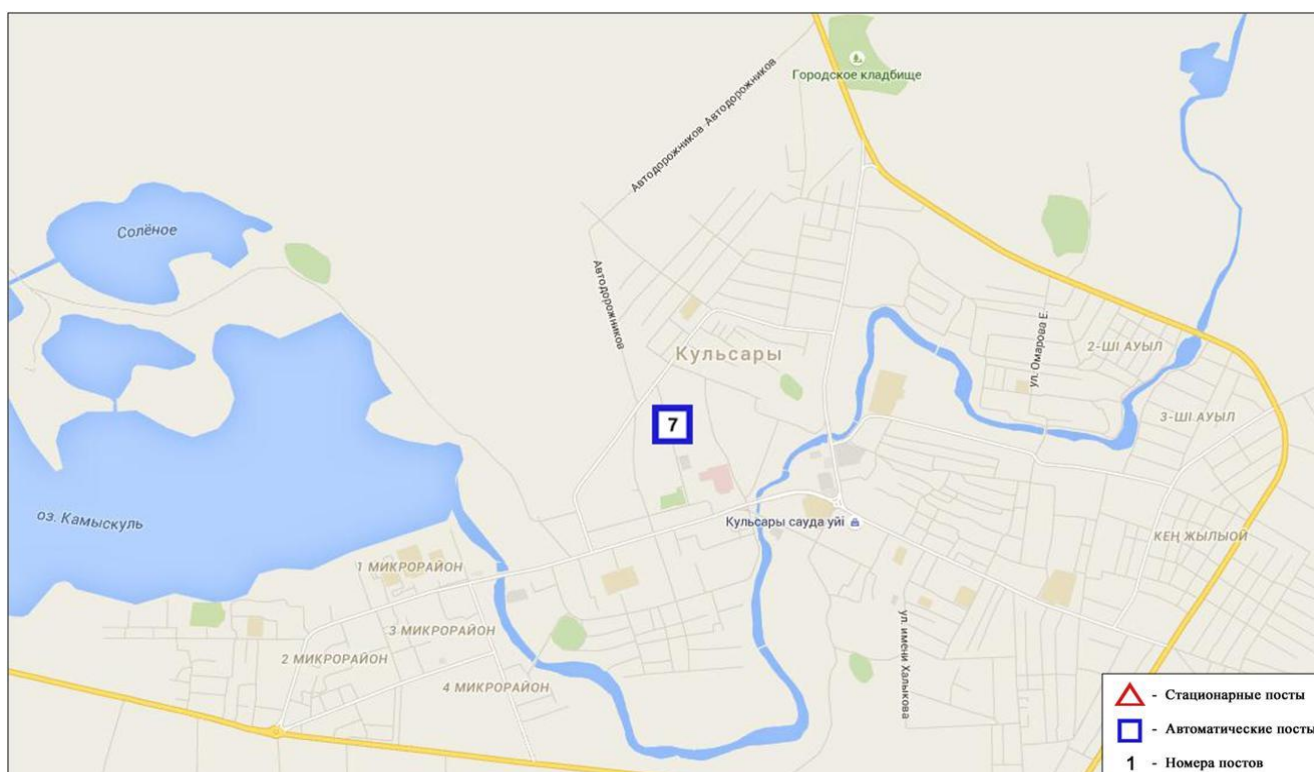 Городское кладбище
Автодорожников Автодорожников
Солёное
Автодорожников
Кульсары
ул. Омарова Е.
2-ШІ АУЫЛ
3-ШІ АУЫЛ
7
оз. Камыскуль
Кульсары сауда уйі
КЕҢ ЖЫЛЫОЙ
1 МИКРОРАЙОН
3 МИКРОРАЙОН
2 МИКРОРАЙОН
4 МИКРОРАЙОН
ул. имени Халыкова
- Стационарные посты
- Автоматические посты
1 - Номера постов